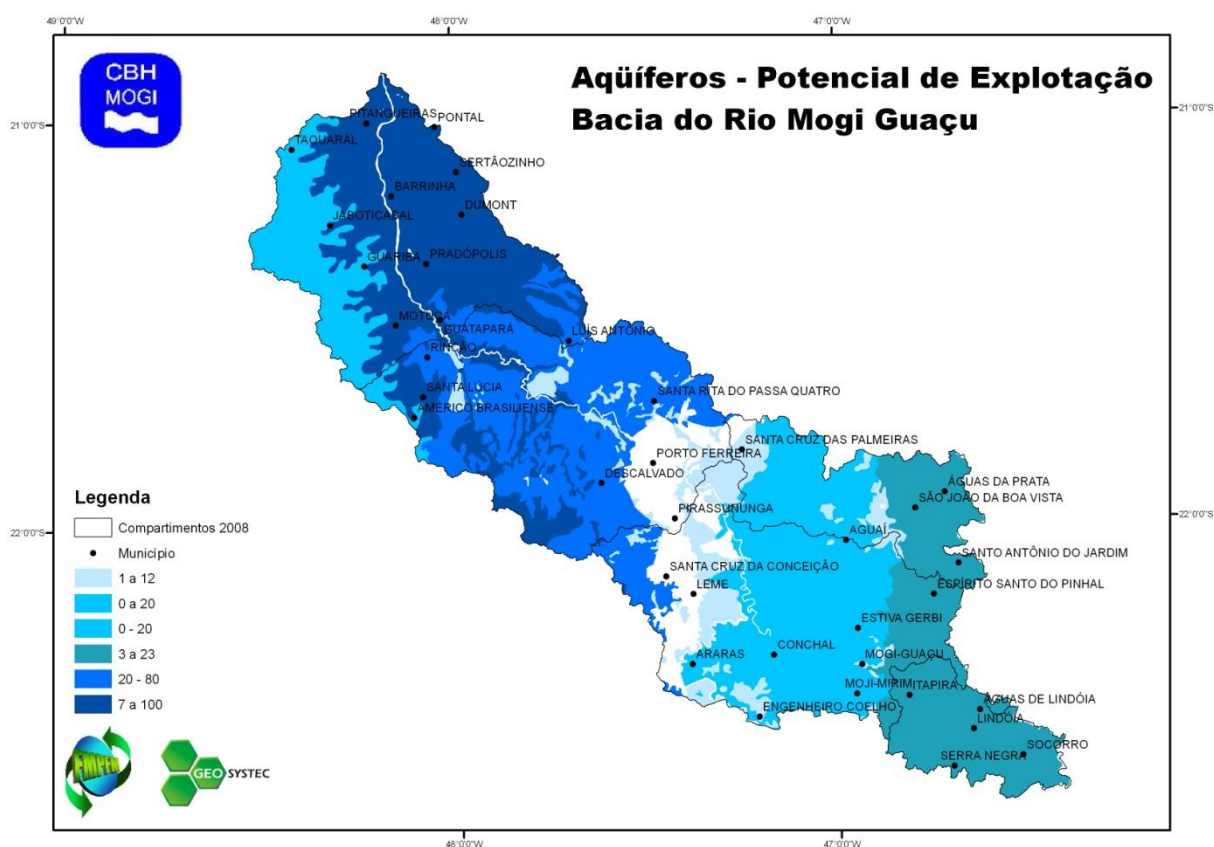 49°0'0"W
48°0'0"W
47°0'0"W
CBH
MOGI
Aqüíferos - Potencial de Explotação
Bacia do Rio Mogi Guaçu
21°0'0"S
21°0'0"S
PITANGUEIRAS
PONTAL
TAQUARAL
SERTÃOZINHO
BARRINHA
DUMONT
JABOTICABAL
GUARIBA
PRADÓPOLIS
MOTUCA
GUATAPARÁ
LUÍS ANTÔNIO
RINCÃO
SANTA LÚCIA
SANTA RITA DO PASSA QUATRO
AMÉRICO BRASILIENSE
SANTA CRUZ DAS PALMEIRAS
PORTO FERREIRA
DESCALVADO
ÁGUAS DA PRATA
SÃO JOÃO DA BOA VISTA
PIRASSUNUNGA
22°0'0"S
22°0'0"S
AGUAÍ
SANTO ANTÔNIO DO JARDIM
SANTA CRUZ DA CONCEIÇÃO
LEME
ESPÍRITO SANTO DO PINHAL
ESTIVA GERBI
CONCHAL
ARARAS
MOGI-GUAÇU
MOJI-MIRIM
ITAPIRA
ENGENHEIRO COELHO
ÁGUAS DE LINDÓIA
LINDÓIA
SOCORRO
SERRA NEGRA
Legenda
Compartimentos 2008
Município
1 a 12
0 a 20
0 - 20
3 a 23
20 - 80
7 a 100
FMPFM
GEO SYSTEC
48°0'0"W
47°0'0"W